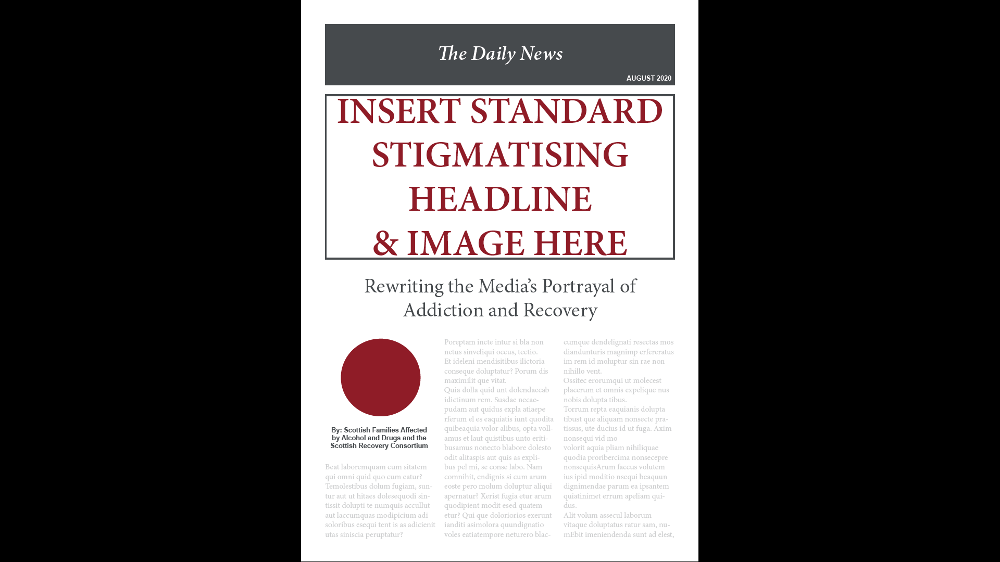 The Daily News
AUGUST 2020
INSERT STANDARD
STIGMATISING
HEADLINE
& IMAGE HERE
Rewriting the Media’s Portrayal of
Addiction and Recovery
By: Scottish Families Affected
by Alcohol and Drugs and the
Scottish Recovery Consortium
Beat laboremquam cum sitatem
qui omni quid quo cum eatur?
Temolestibus dolum fugiam, sun-
tur aut ut hitaes dolesequodi sin-
tissit dolupti te numquis accullut
aut laccumquas modipicium adi
soloribus esequi tent is as adicienit
utas siniscia peruptatur?
Poreptam incte intur si bla non
netus sinveliqui occus, tectio.
Et ideleni mendisitibus ilictoria
conseque doluptatur? Porum dis
maximilit que vitat.
Quia dolla quid unt dolendaecab
idictinum rem. Susdae necae-
pudam aut quidus expla atiaepe
rferum el es eaquiatis iunt quodita
quibeaquia volor alibus, opta voll-
amus et laut quistibus unto eriti-
busamus nonecto blabore dolesto
odit alitaspis aut quis as expli-
bus pel mi, se conse labo. Nam
comnihit, endignis si cum arum
eoste pero molum doluptur aliqui
apernatur? Xerist fugia etur arum
quodipient modit esed quatem
etur? Qui que doloriorios exerunt
ianditi asimolora quundignatio
voles eatiatempore neturero blac-
cumque dendelignati resectas mos
diandunturis magnimp erfereratus
im rem id moluptur sin rae non
nihillo vent.
Ossitec erorumqui ut molecest
placerum et omnis expelique nus
nobis dolupta tibus.
Torrum repta eaquianis dolupta
tibust que aliquam nonsecte pra-
tissus, ute ducius id ut fuga. Axim
nonsequi vid mo
volorit aquia pliam nihiliquae
quodia proribercima nonsecepre
nonsequisArum faccus volutem
ius ipid moditio nsequi beaquun
dignimendae parum ea ipsantem
quiatinimet errum apeliam qui-
dus.
Alit volum assecul laborum
vitaque doluptatus ratur sam, nu-
mEbit imeniendenda sunt ad elest,